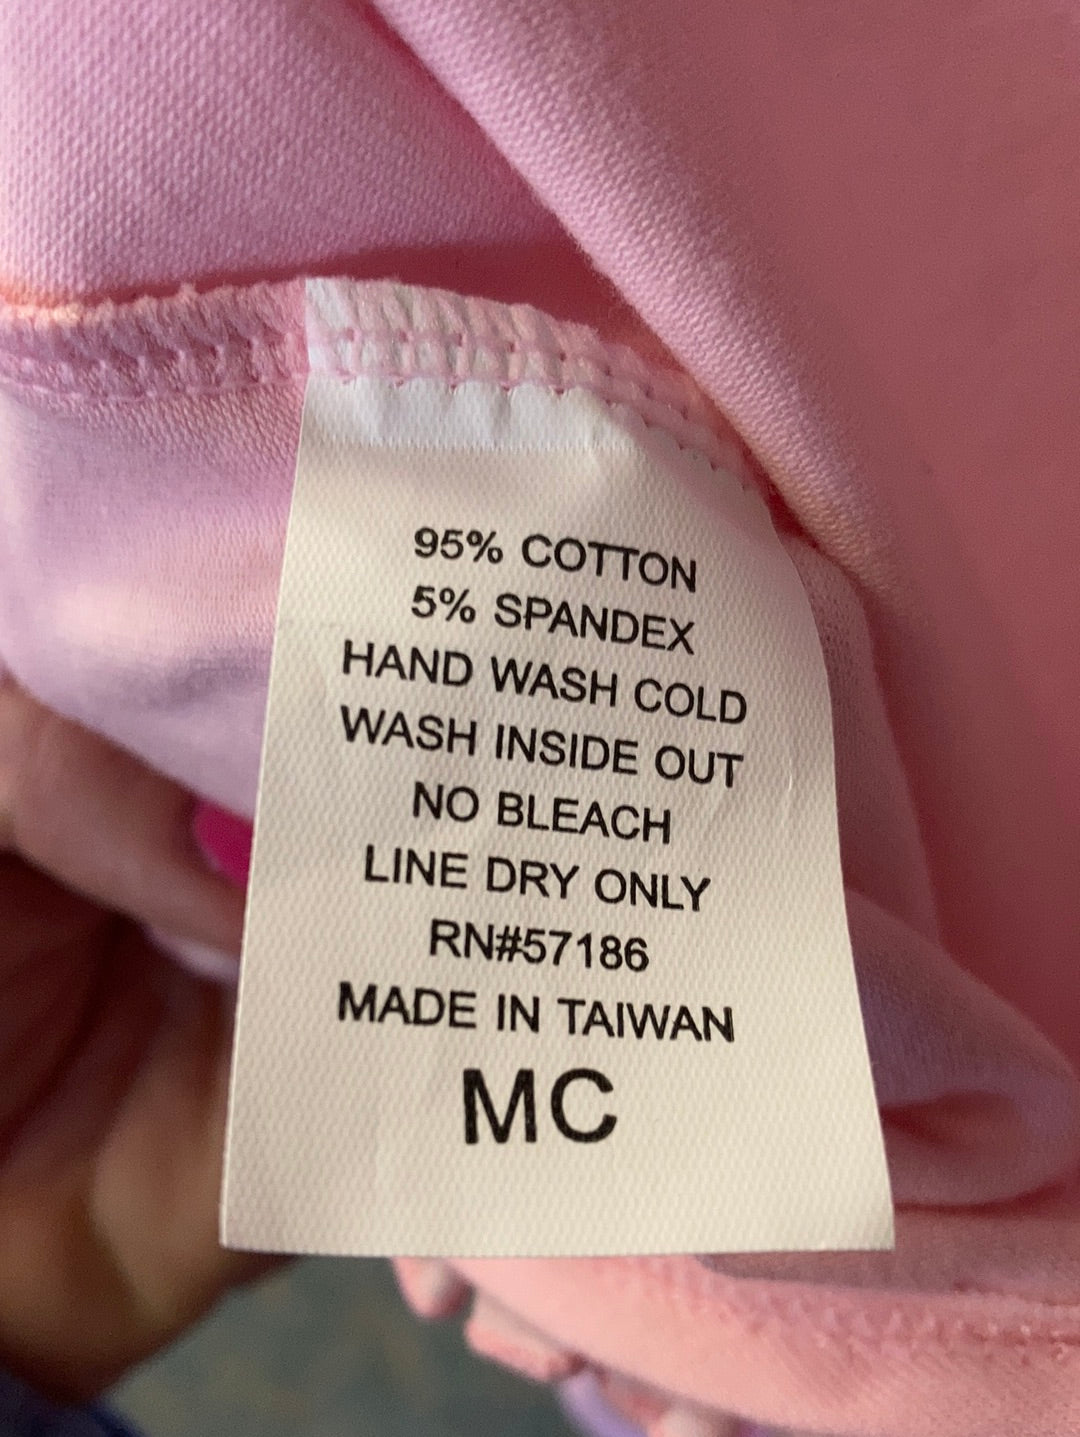 95% COTTON
5% SPANDEX
HAND WASH COLD
WASH INSIDE OUT
NO BLEACH
LINE DRY ONLY
RN#57186
MADE IN TAIWAN
MC